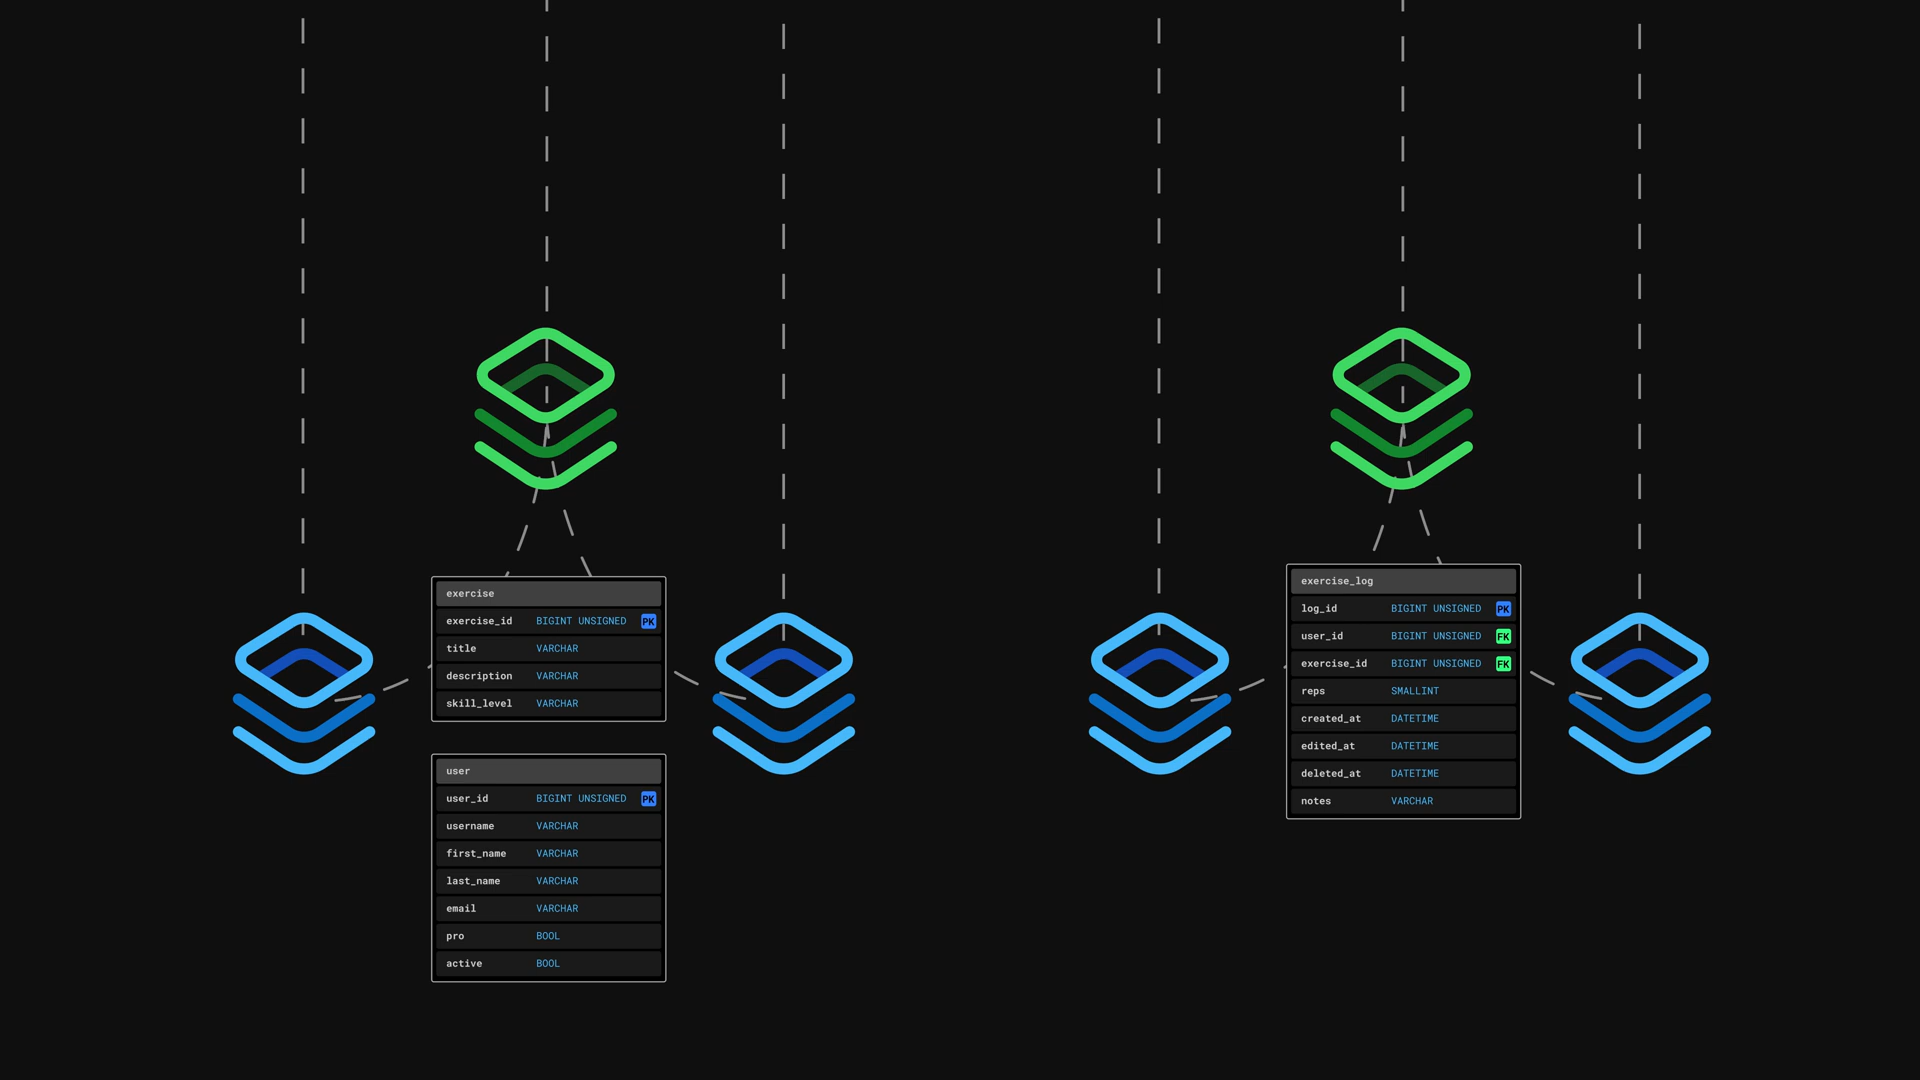 exercise
exercise_id BIGINT UNSIGNED PK
title VARCHAR
description VARCHAR
skill_level VARCHAR
user
user_id BIGINT UNSIGNED PK
username VARCHAR
first_name VARCHAR
last_name VARCHAR
email VARCHAR
pro BOOL
active BOOL
exercise_log
log_id BIGINT UNSIGNED PK
user_id BIGINT UNSIGNED FK
exercise_id BIGINT UNSIGNED FK
reps SMALLINT
created_at DATETIME
edited_at DATETIME
deleted_at DATETIME
notes VARCHAR